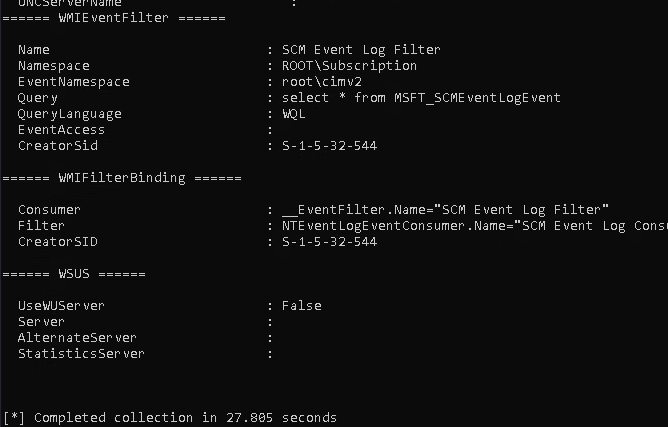 UNCServerName                     :
====== WMIEventFilter ======
Name                           : SCM Event Log Filter
Namespace                      : ROOT\Subscription
EventNamespace                 : root\cimv2
Query                          : select * from MSFT_SCMEventLogEvent
QueryLanguage                  : WQL
EventAccess                    :
CreatorSid                     : S-1-5-32-544
====== WMIFilterBinding ======
Consumer                       : __EventFilter.Name="SCM Event Log Filter"
Filter                         : NTEventLogEventConsumer.Name="SCM Event Log Consu
CreatorSID                     : S-1-5-32-544
====== WSUS ======
UseWUServer                    : False
Server                         :
AlternateServer                :
StatisticsServer               :
[*] Completed collection in 27.805 seconds